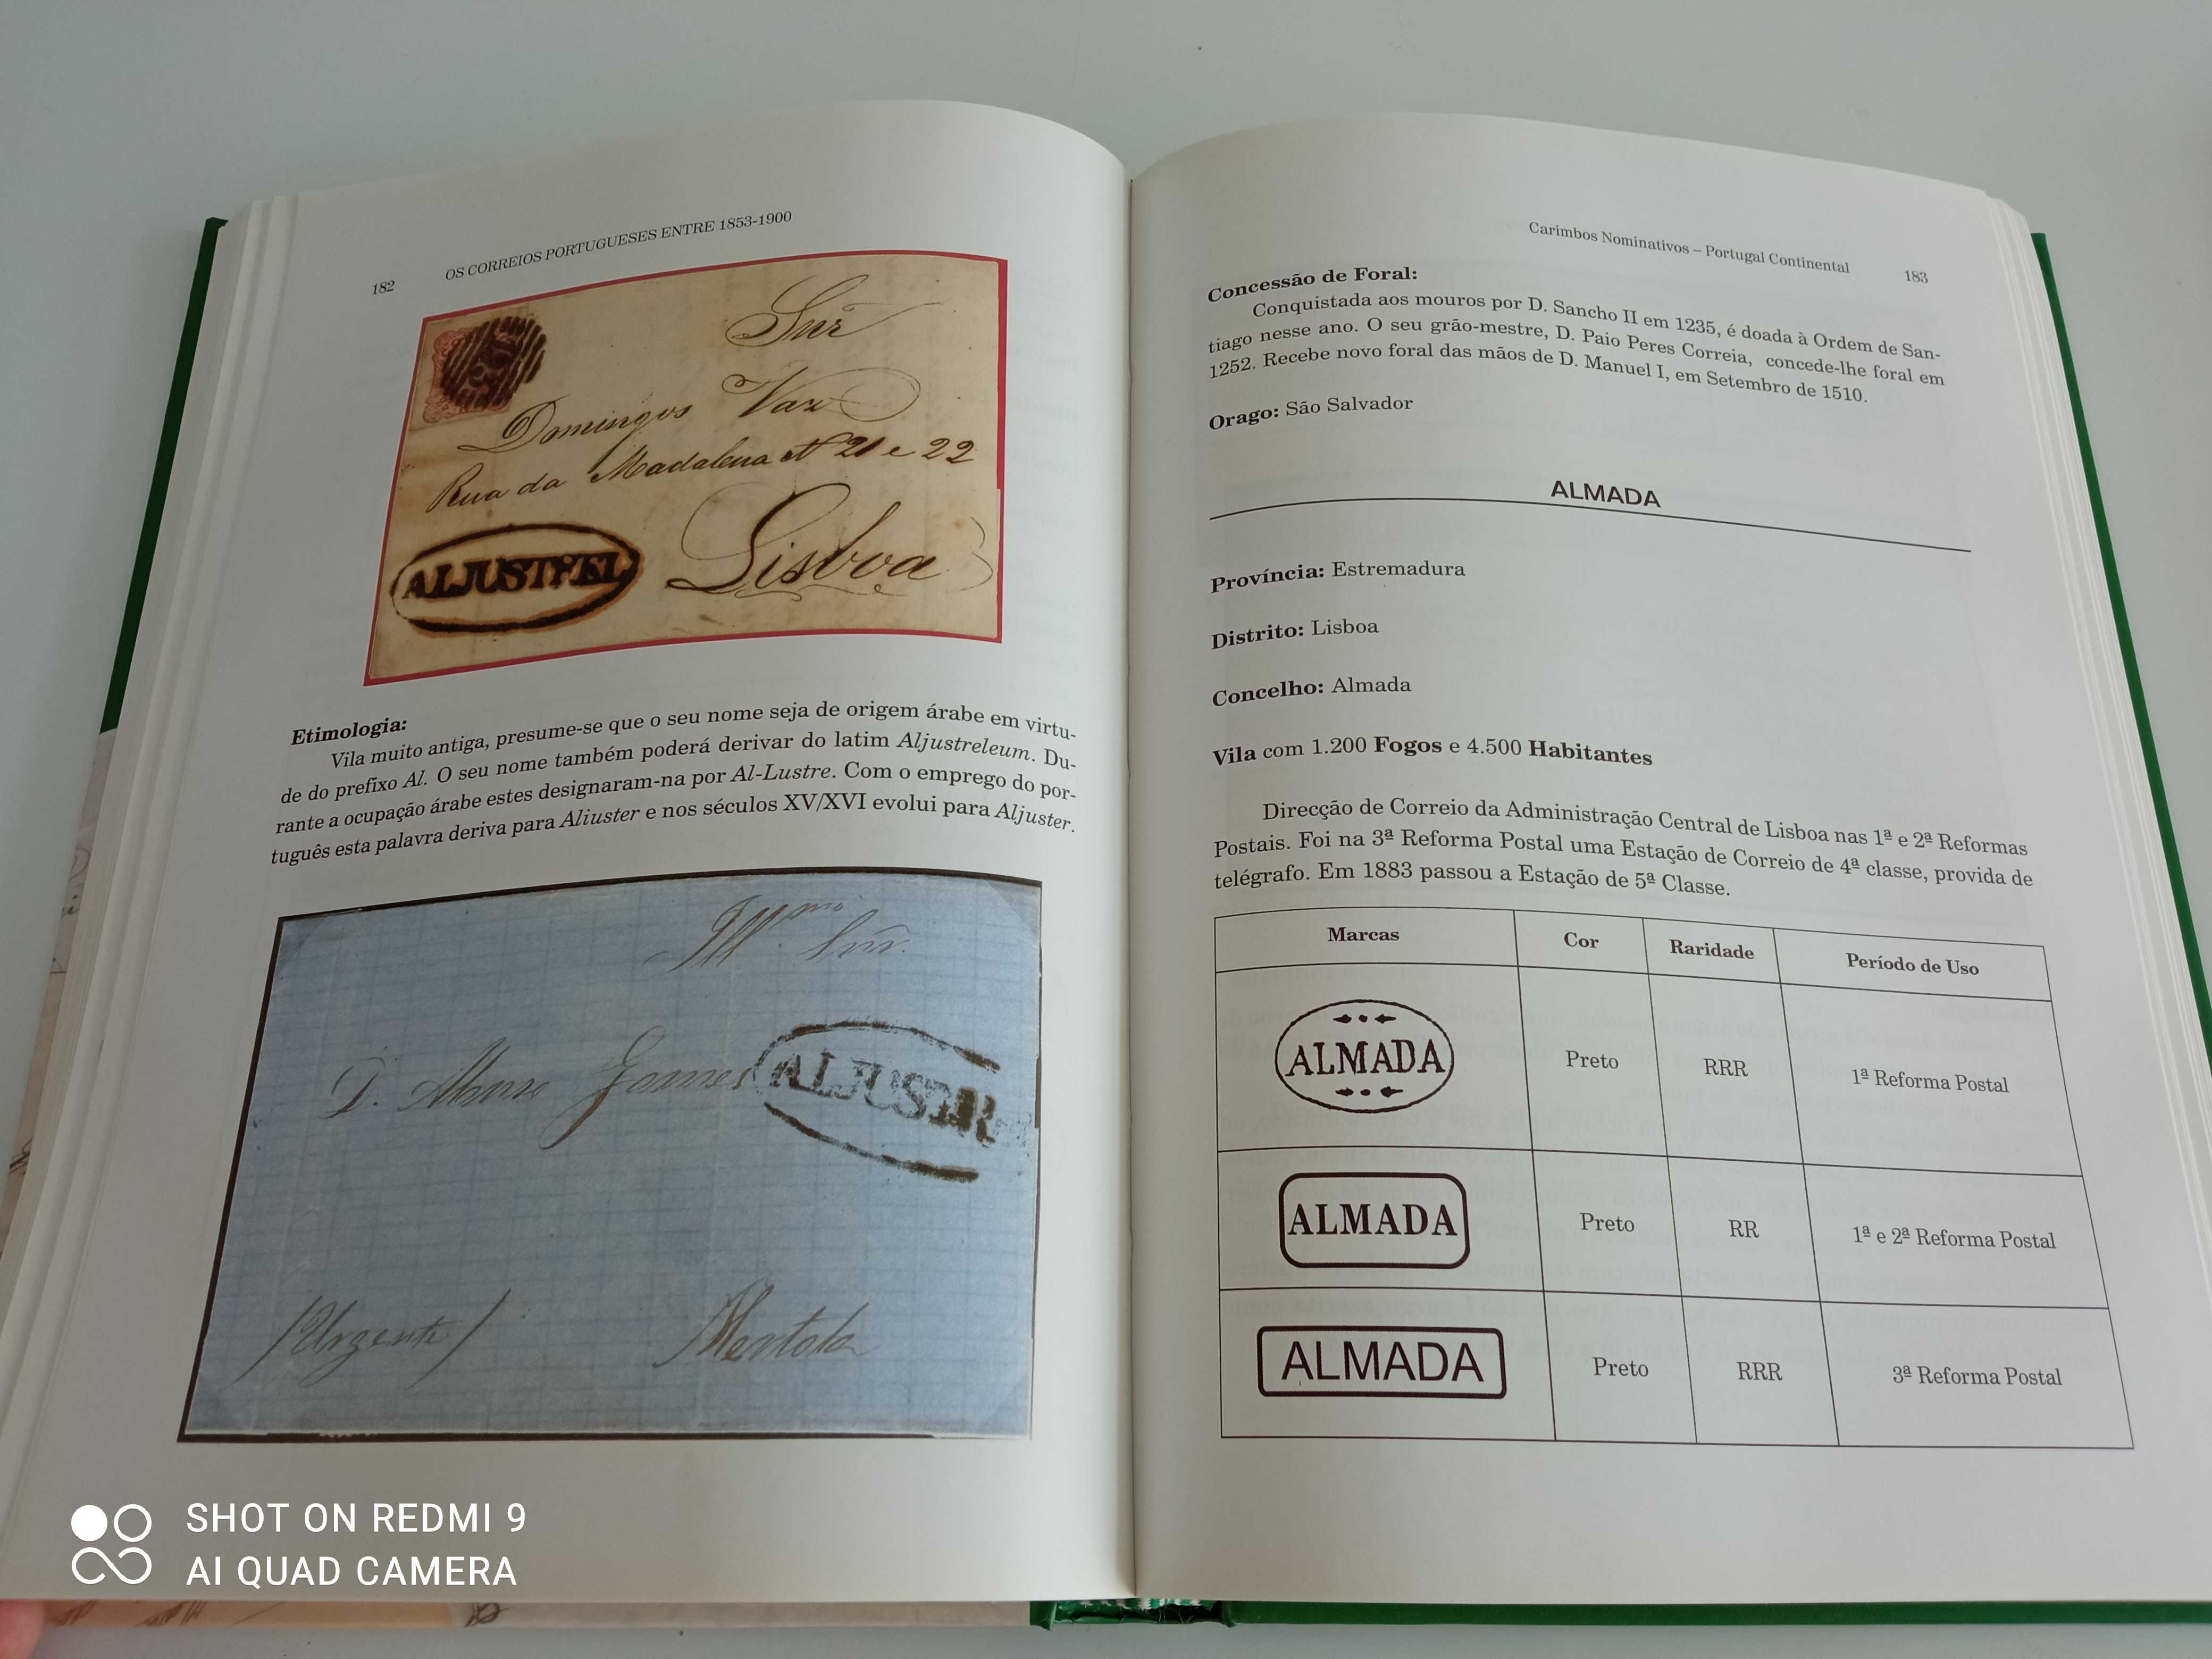 182 OS CORREIOS PORTUGUESES ENTRE 1853-1900
Snr
Domingos Vaz
Rua da Madalena Nº 21 e 22
Lisboa
ALJUSTREL
Etimologia:
Vila muito antiga, presume-se que o seu nome seja de origem árabe em virtu-
de do prefixo Al. O seu nome também poderá derivar do latim Aljustreleum. Du-
rante a ocupação árabe estes designaram-na por Al-Lustre. Com o emprego do por-
tuguês esta palavra deriva para Aliuster e nos séculos XV/XVI evolui para Aljuster.
Illmo Snr.
D. Gomes
ALJUSTR
/Urgente/ Mertola
Carimbos Nominativos – Portugal Continental 183
Concessão de Foral:
Conquistada aos mouros por D. Sancho II em 1235, é doada à Ordem de San-
tiago nesse ano. O seu grão-mestre, D. Paio Peres Correia, concede-lhe foral em
1252. Recebe novo foral das mãos de D. Manuel I, em Setembro de 1510.
Orago: São Salvador
ALMADA
Província: Estremadura
Distrito: Lisboa
Concelho: Almada
Vila com 1.200 Fogos e 4.500 Habitantes
Direcção de Correio da Administração Central de Lisboa nas 1ª e 2ª Reformas
Postais. Foi na 3ª Reforma Postal uma Estação de Correio de 4ª classe, provida de
telégrafo. Em 1883 passou a Estação de 5ª Classe.
Marcas Cor Raridade Período de Uso
ALMADA Preto RRR 1ª Reforma Postal
ALMADA Preto RR 1ª e 2ª Reforma Postal
ALMADA Preto RRR 3ª Reforma Postal
SHOT ON REDMI 9
AI QUAD CAMERA